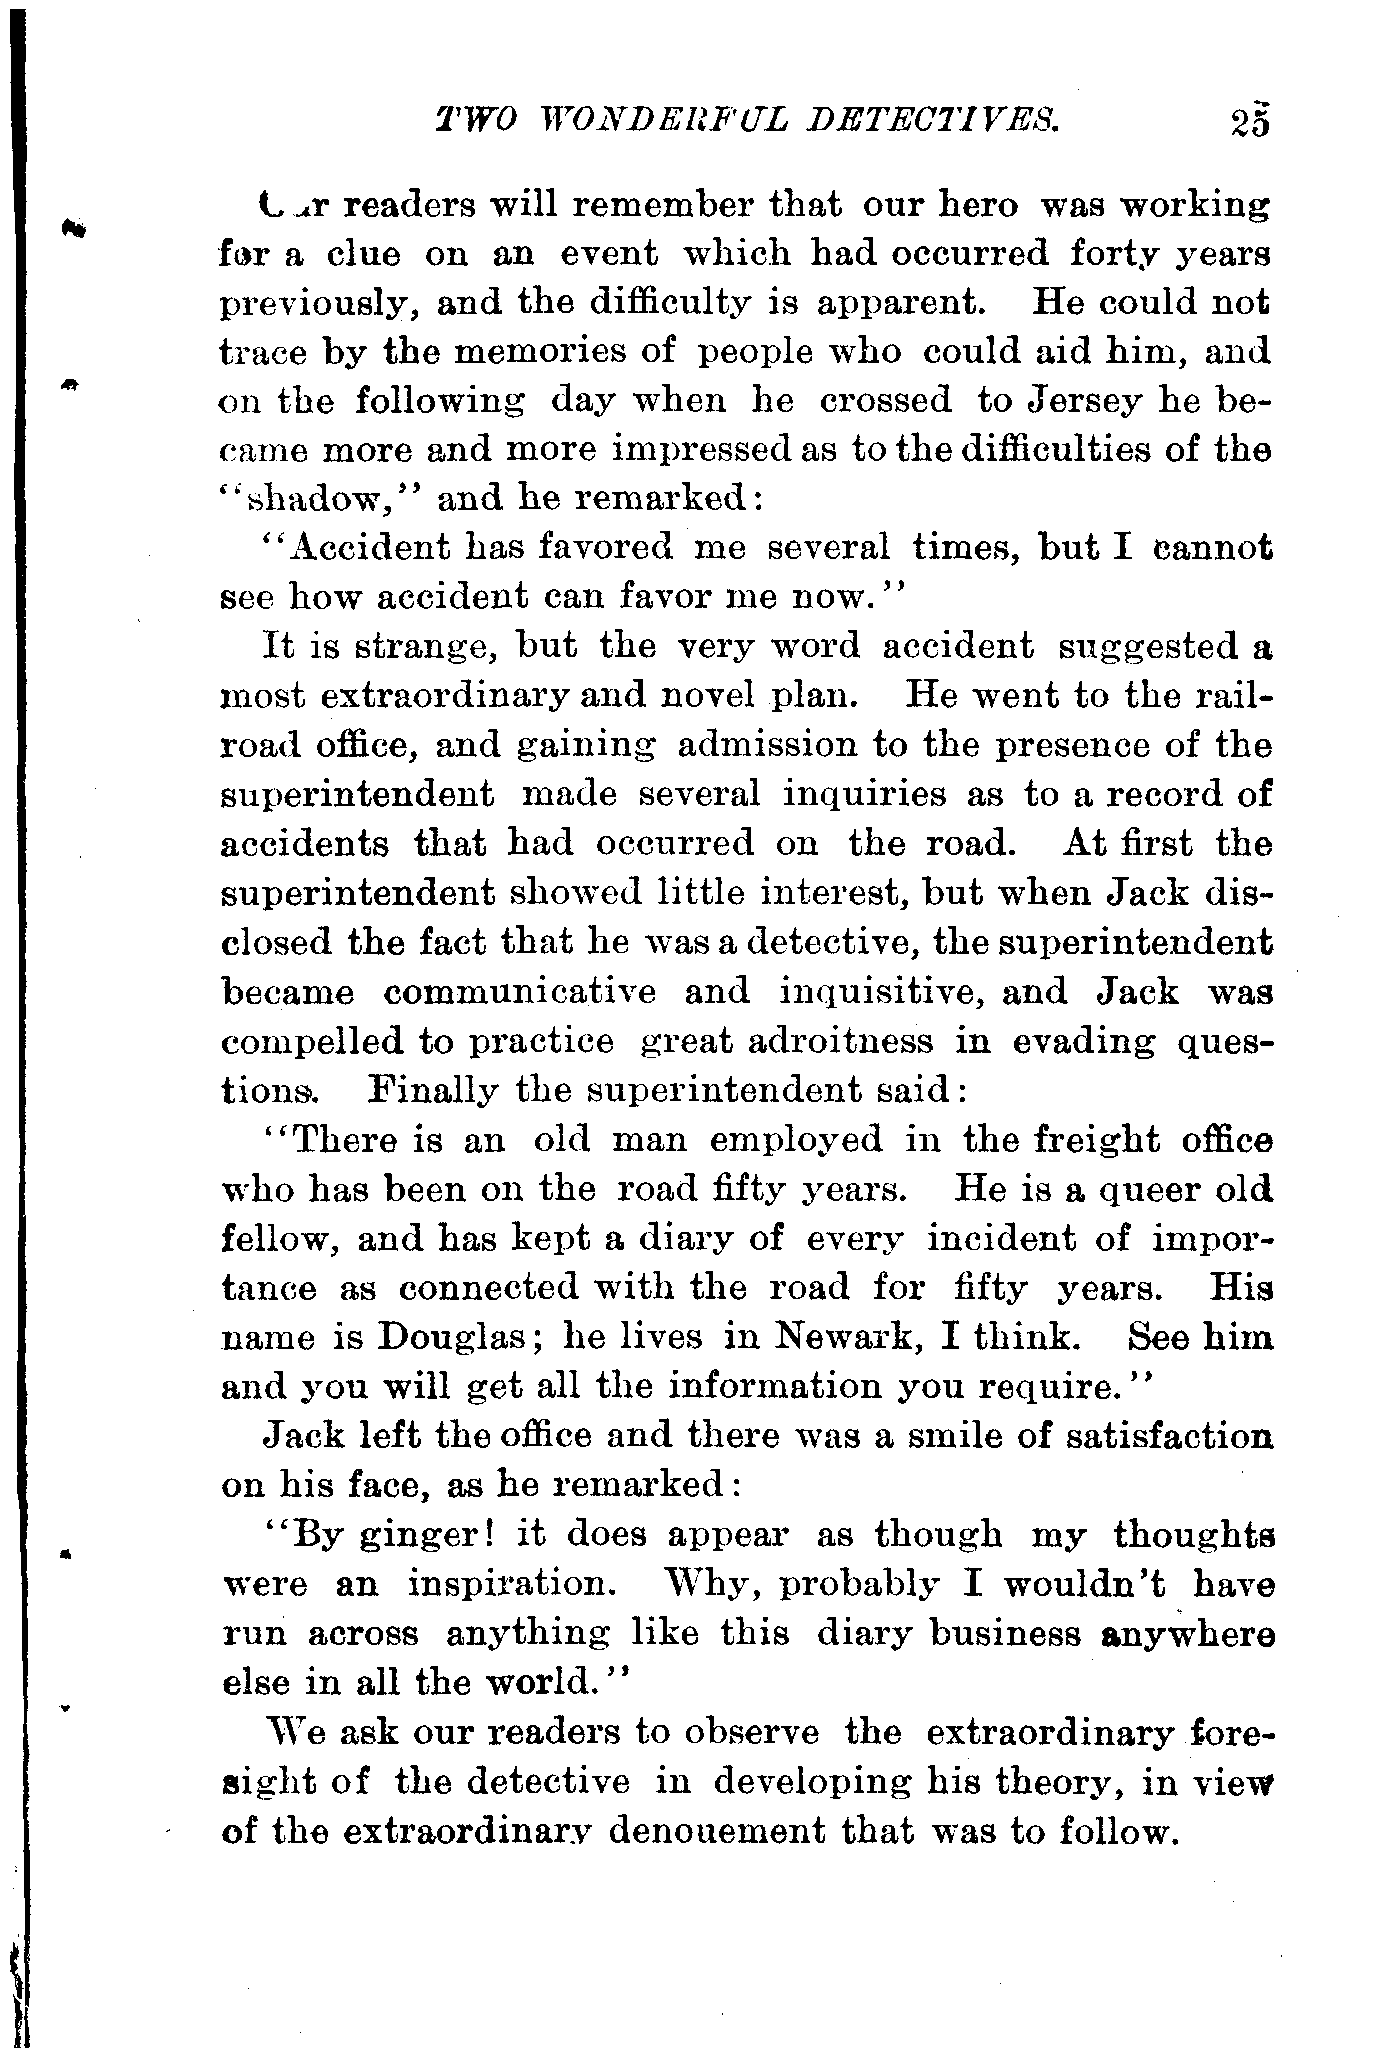 TWO WONDERFUL DETECTIVES. 25
Our readers will remember that our hero was working
for a clue on an event which had occurred forty years
previously, and the difficulty is apparent. He could not
trace by the memories of people who could aid him, and
on the following day when he crossed to Jersey he be-
came more and more impressed as to the difficulties of the
"shadow," and he remarked:
"Accident has favored me several times, but I cannot
see how accident can favor me now."
It is strange, but the very word accident suggested a
most extraordinary and novel plan. He went to the rail-
road office, and gaining admission to the presence of the
superintendent made several inquiries as to a record of
accidents that had occurred on the road. At first the
superintendent showed little interest, but when Jack dis-
closed the fact that he was a detective, the superintendent
became communicative and inquisitive, and Jack was
compelled to practice great adroitness in evading ques-
tions. Finally the superintendent said:
"There is an old man employed in the freight office
who has been on the road fifty years. He is a queer old
fellow, and has kept a diary of every incident of impor-
tance as connected with the road for fifty years. His
name is Douglas; he lives in Newark, I think. See him
and you will get all the information you require."
Jack left the office and there was a smile of satisfaction
on his face, as he remarked:
"By ginger! it does appear as though my thoughts
were an inspiration. Why, probably I wouldn't have
run across anything like this diary business anywhere
else in all the world."
We ask our readers to observe the extraordinary fore-
sight of the detective in developing his theory, in view
of the extraordinary denouement that was to follow.